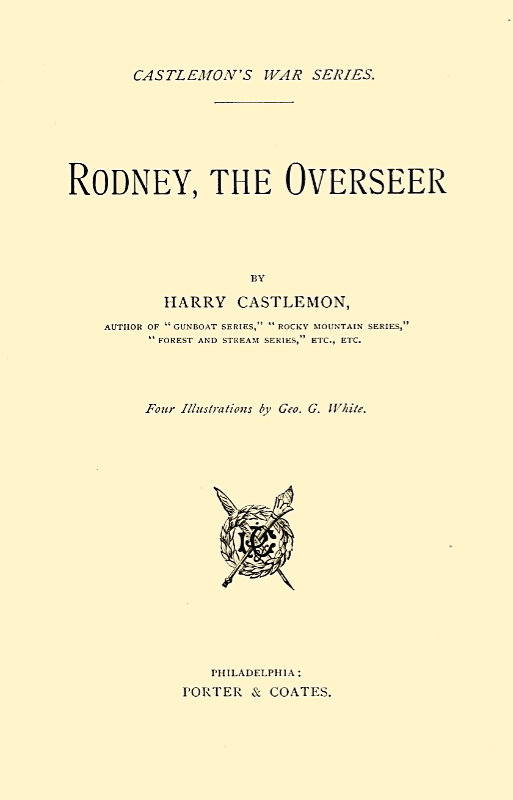 CASTLEMON'S WAR SERIES.
RODNEY, THE OVERSEER
BY
HARRY CASTLEMON,
AUTHOR OF "GUNBOAT SERIES," "ROCKY MOUNTAIN SERIES,"
"FOREST AND STREAM SERIES," ETC., ETC.
Four Illustrations by Geo. G. White.
PHILADELPHIA:
PORTER & COATES.